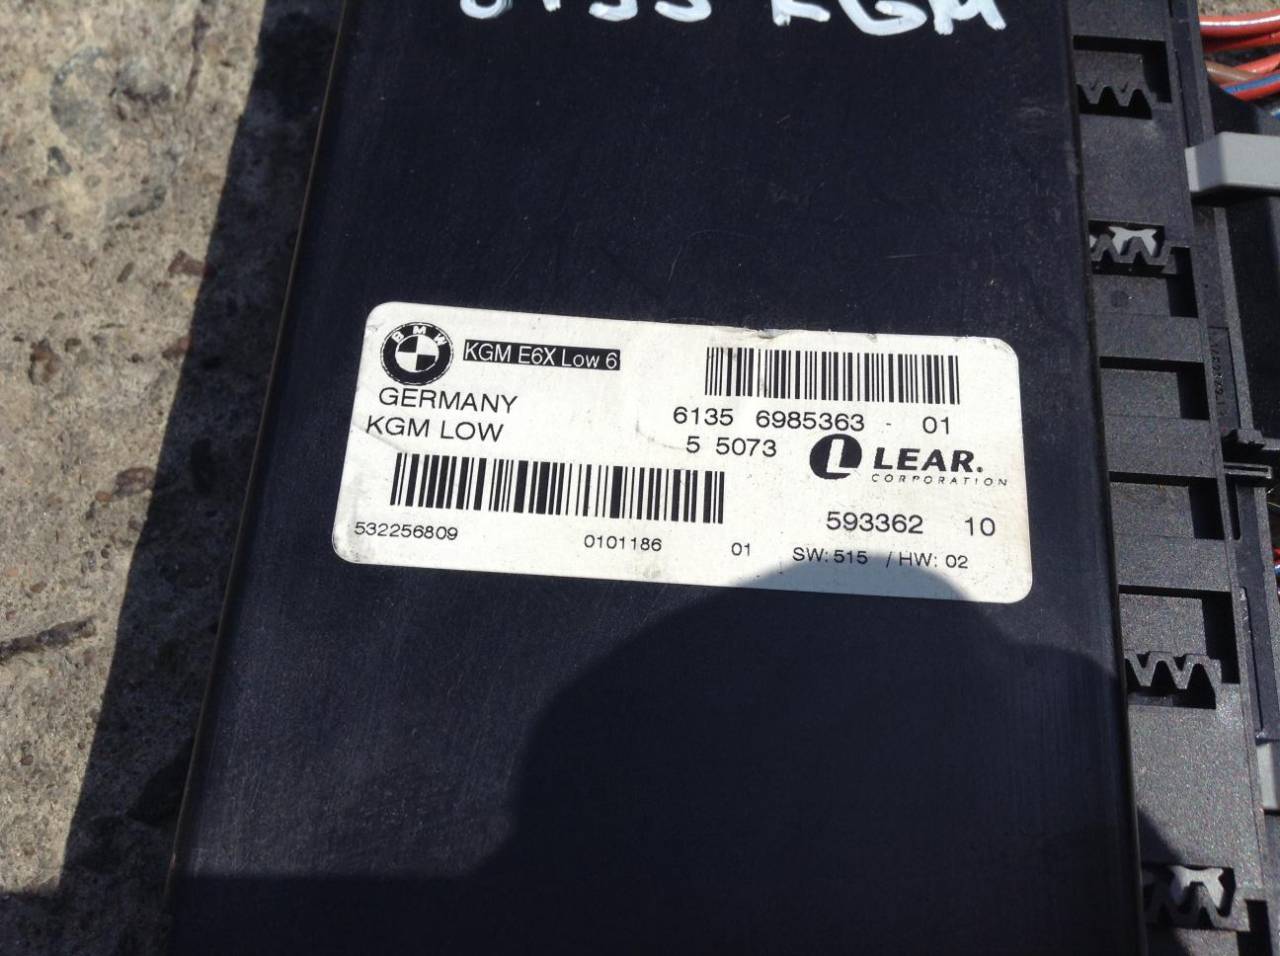 KGM
BMW
KGM E6X Low 6
GERMANY
KGM LOW
6135 6985363 - 01
5 5073
L LEAR.
CORPORATION
593362 10
532256809 0101186 01 SW: 515 / HW: 02